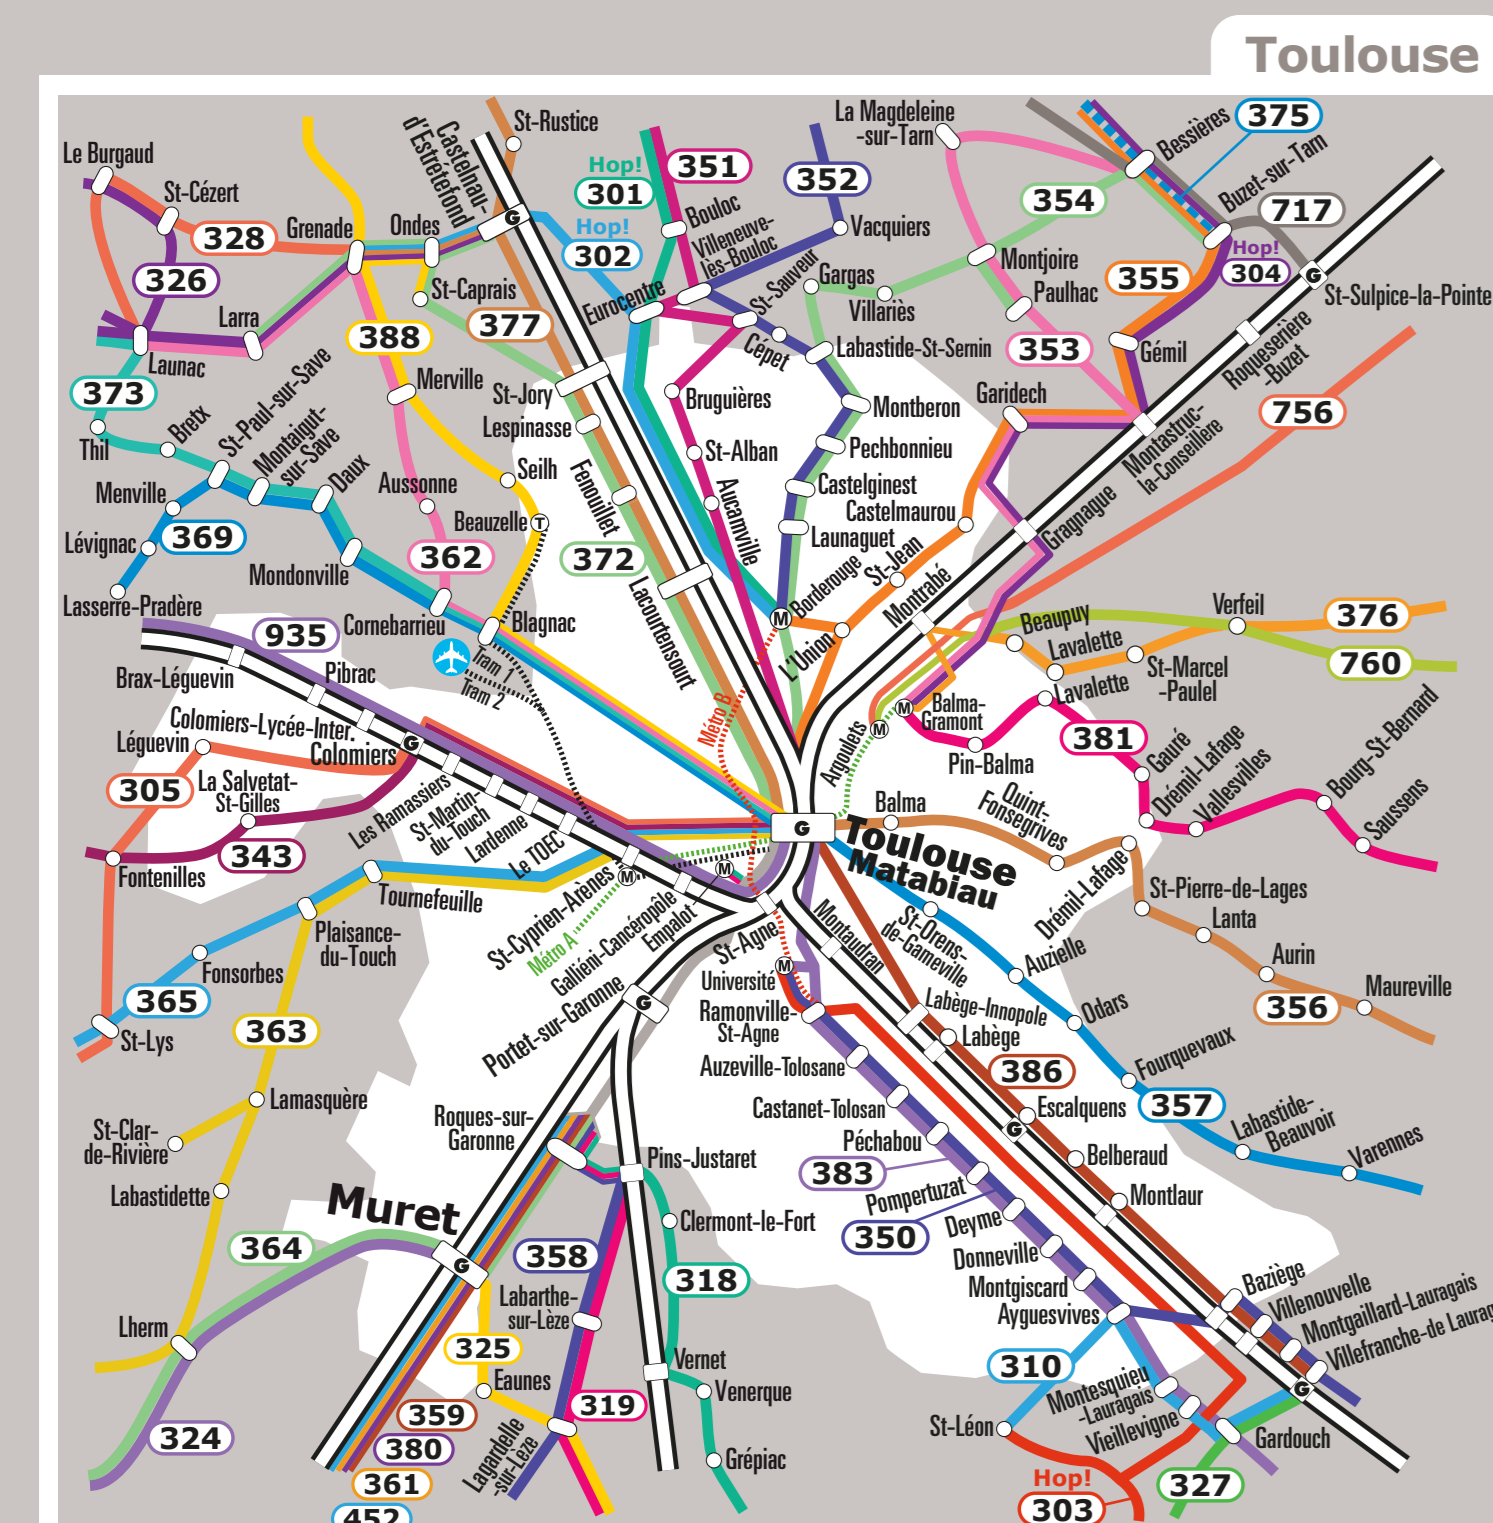 Toulouse
St-Rustice
Castelnau-
d'Estrétefond
La Magdeleine
-sur-Tarn
Bessières
375
Le Burgaud
St-Cézert
328
Grenade
Ondes
Hop!
301
351
352
354
Buzet-sur-Tarn
717
Hop!
302
Bouloc
Villeneuve-
lès-Bouloc
Vacquiers
Hop!
304
326
St-Caprais
Eurocentre
St-Sauveur
Gargas
Villariès
Montjoire
Paulhac
355
St-Sulpice-la-Pointe
Larra
388
377
Cépet
Labastide-St-Sernin
353
Gémil
Roqueserière
-Buzet
Launac
373
Merville
St-Jory
Lespinasse
Bruguières
Montberon
Garidech
756
Thil
Bretx
St-Paul-sur-Save
Montaigut-
sur-Save
Daux
Seilh
Fenouillet
St-Alban
Pechbonnieu
Montastruc-
la-Conseillère
Menville
Aussonne
Beauzelle
T
Aucamville
Castelginest
Castelmaurou
Gragnague
Lévignac
369
Mondonville
362
372
Launaguet
St-Jean
Lasserre-Pradère
Cornebarrieu
Blagnac
Lacourtensourt
M
Borderouge
L'Union
Montrabé
Beaupuy
Verfeil
376
935
Tram 1
Tram 2
Lavalette
St-Marcel
-Paulel
760
Brax-Léguevin
Pibrac
Métro B
Argoulets
M
M
Balma-
Gramont
Lavalette
Colomiers-Lycée-Inter.
Léguevin
Colomiers
G
Pin-Balma
381
Gauré
Drémil-Lafage
Vallesvilles
Bourg-St-Bernard
Saussens
305
La Salvetat-
St-Gilles
Les Ramassiers
St-Martin-
du-Touch
Lardenne
Le TOEC
G
Toulouse
Matabiau
Balma
Quint-
Fonsegrives
343
Fontenilles
Tournefeuille
M
M
St-Cyprien-Arènes
Métro A
Galliéni-Cancéropôle
Empalot
St-Agne
Montaudran
St-Orens-
de-Gameville
Drémil-Lafage
St-Pierre-de-Lages
Lanta
Aurin
Maureville
356
Plaisance-
du-Touch
Fonsorbes
365
363
St-Lys
Portet-sur-Garonne
G
M
Université
Ramonville-
St-Agne
Labège-Innopole
Labège
Auzielle
Odars
Fourquevaux
Auzeville-Tolosane
386
357
Lamasquère
Castanet-Tolosan
Escalquens
G
Labastide-
Beauvoir
Varennes
St-Clar-
de-Rivière
Roques-sur-
Garonne
Pins-Justaret
Péchabou
383
Belberaud
Labastidette
Muret
G
Clermont-le-Fort
Pompertuzat
350
Deyme
Montlaur
364
358
318
Donneville
Montgiscard
Ayguesvives
Baziège
Villenouvelle
Montgaillard-Lauragais
Labarthe-
sur-Lèze
Lherm
325
Vernet
310
Montesquieu
-Lauragais
Vieillevigne
G
Eaunes
319
Venerque
359
380
361
452
324
Lagardelle
-sur-Lèze
Grépiac
St-Léon
Gardouch
Hop!
303
327
G
G